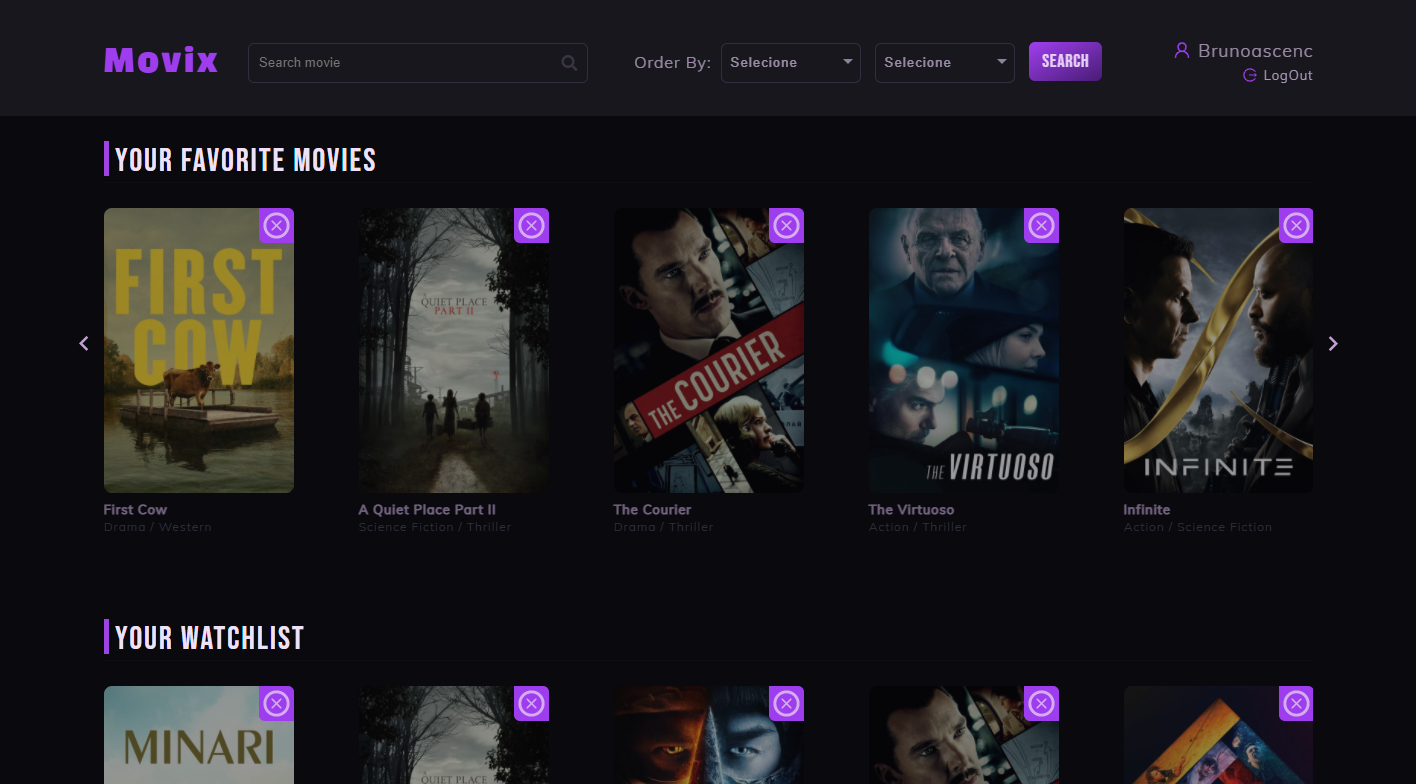 Movix
Search movie
Order By:
Selecione
Selecione
SEARCH
Brunoascenc
LogOut
YOUR FAVORITE MOVIES
FIRST
COW
A
QUIET PLACE
PART II
THE COURIER
THE VIRTUOSO
INFINITE
First Cow
Drama / Western
A Quiet Place Part II
Science Fiction / Thriller
The Courier
Drama / Thriller
The Virtuoso
Action / Thriller
Infinite
Action / Science Fiction
YOUR WATCHLIST
MINARI
A
QUIET PLACE